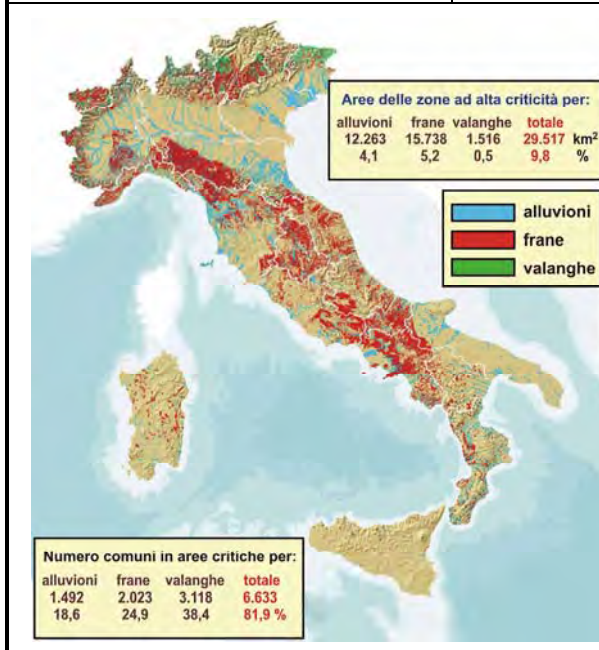 Aree delle zone ad alta criticità per:
alluvioni frane valanghe totale
12.263 15.738 1.516 29.517 km²
4,1 5,2 0,5 9,8 %
alluvioni
frane
valanghe
Numero comuni in aree critiche per:
alluvioni frane valanghe totale
1.492 2.023 3.118 6.633
18,6 24,9 38,4 81,9 %